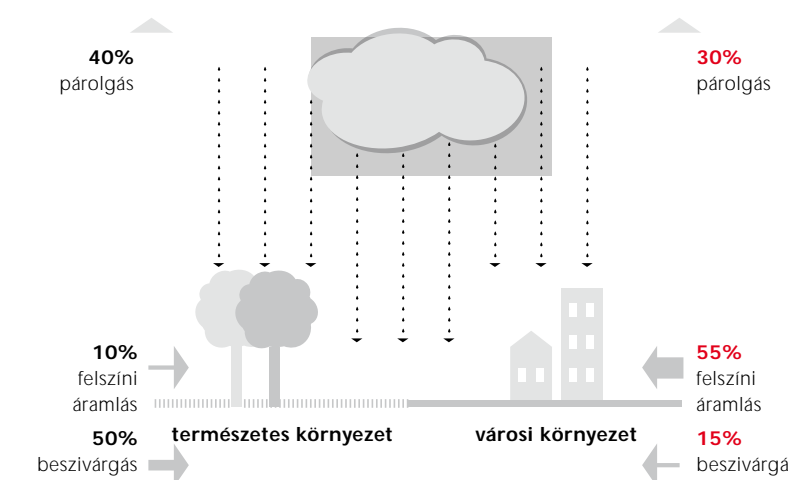 40%
párolgás
30%
párolgás
10%
felszíni
áramlás
55%
felszíni
áramlás
természetes környezet
városi környezet
50%
beszivárgás
15%
beszivárgá